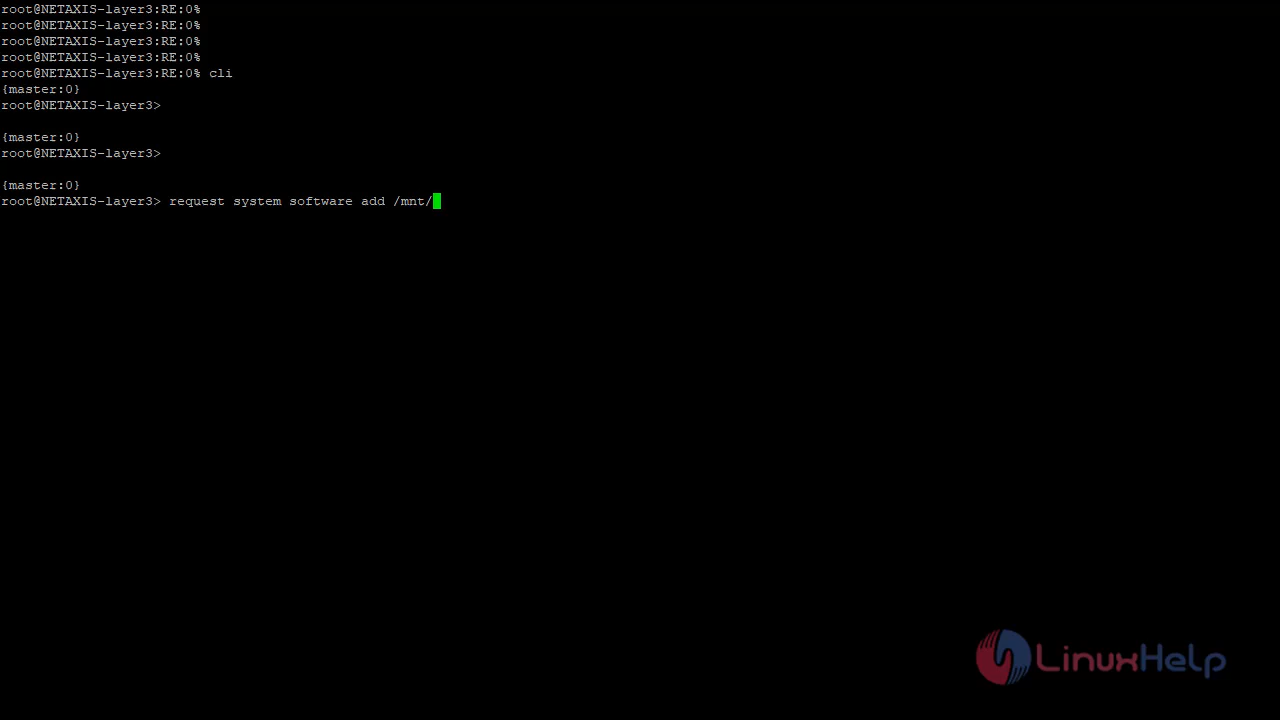 root@NETAXIS-layer3:RE:0%
root@NETAXIS-layer3:RE:0%
root@NETAXIS-layer3:RE:0%
root@NETAXIS-layer3:RE:0%
root@NETAXIS-layer3:RE:0% cli
{master:0}
root@NETAXIS-layer3>
{master:0}
root@NETAXIS-layer3>
{master:0}
root@NETAXIS-layer3> request system software add /mnt/
LinuxHelp